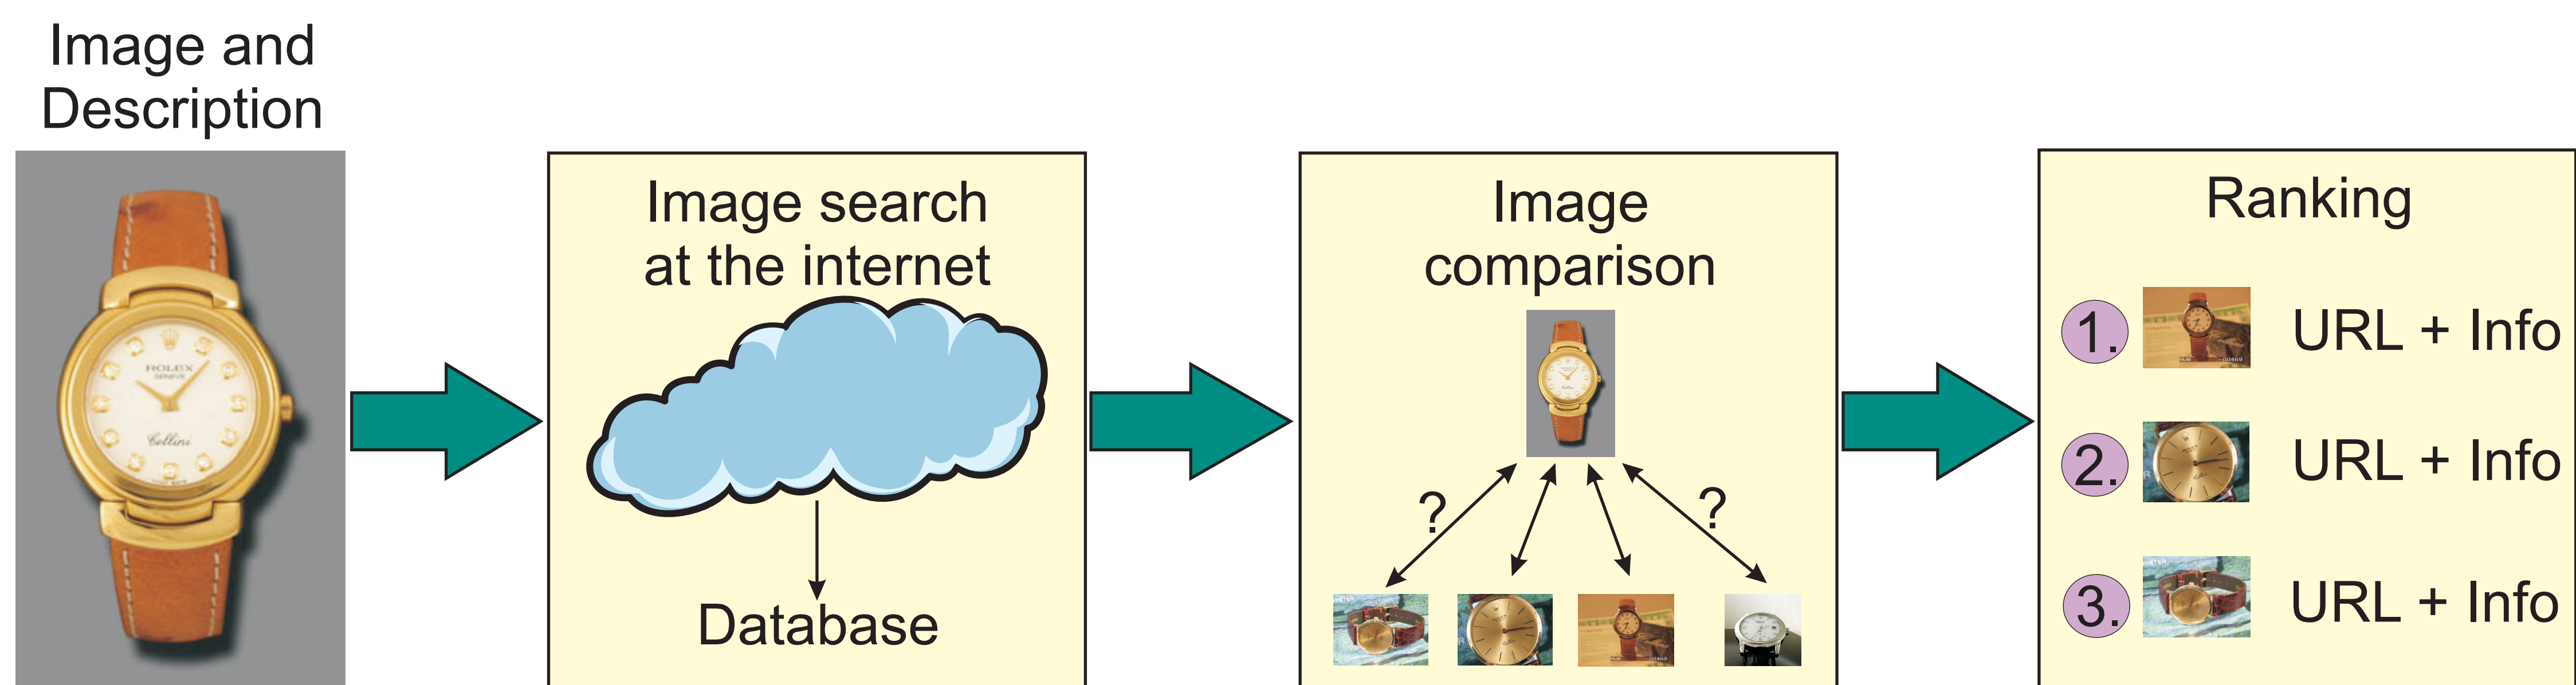 Image and
Description
ROLEX
GENEVE
Cellini
Image search
at the internet
Database
Image
comparison
?
?
Ranking
1.
URL + Info
2.
URL + Info
3.
URL + Info